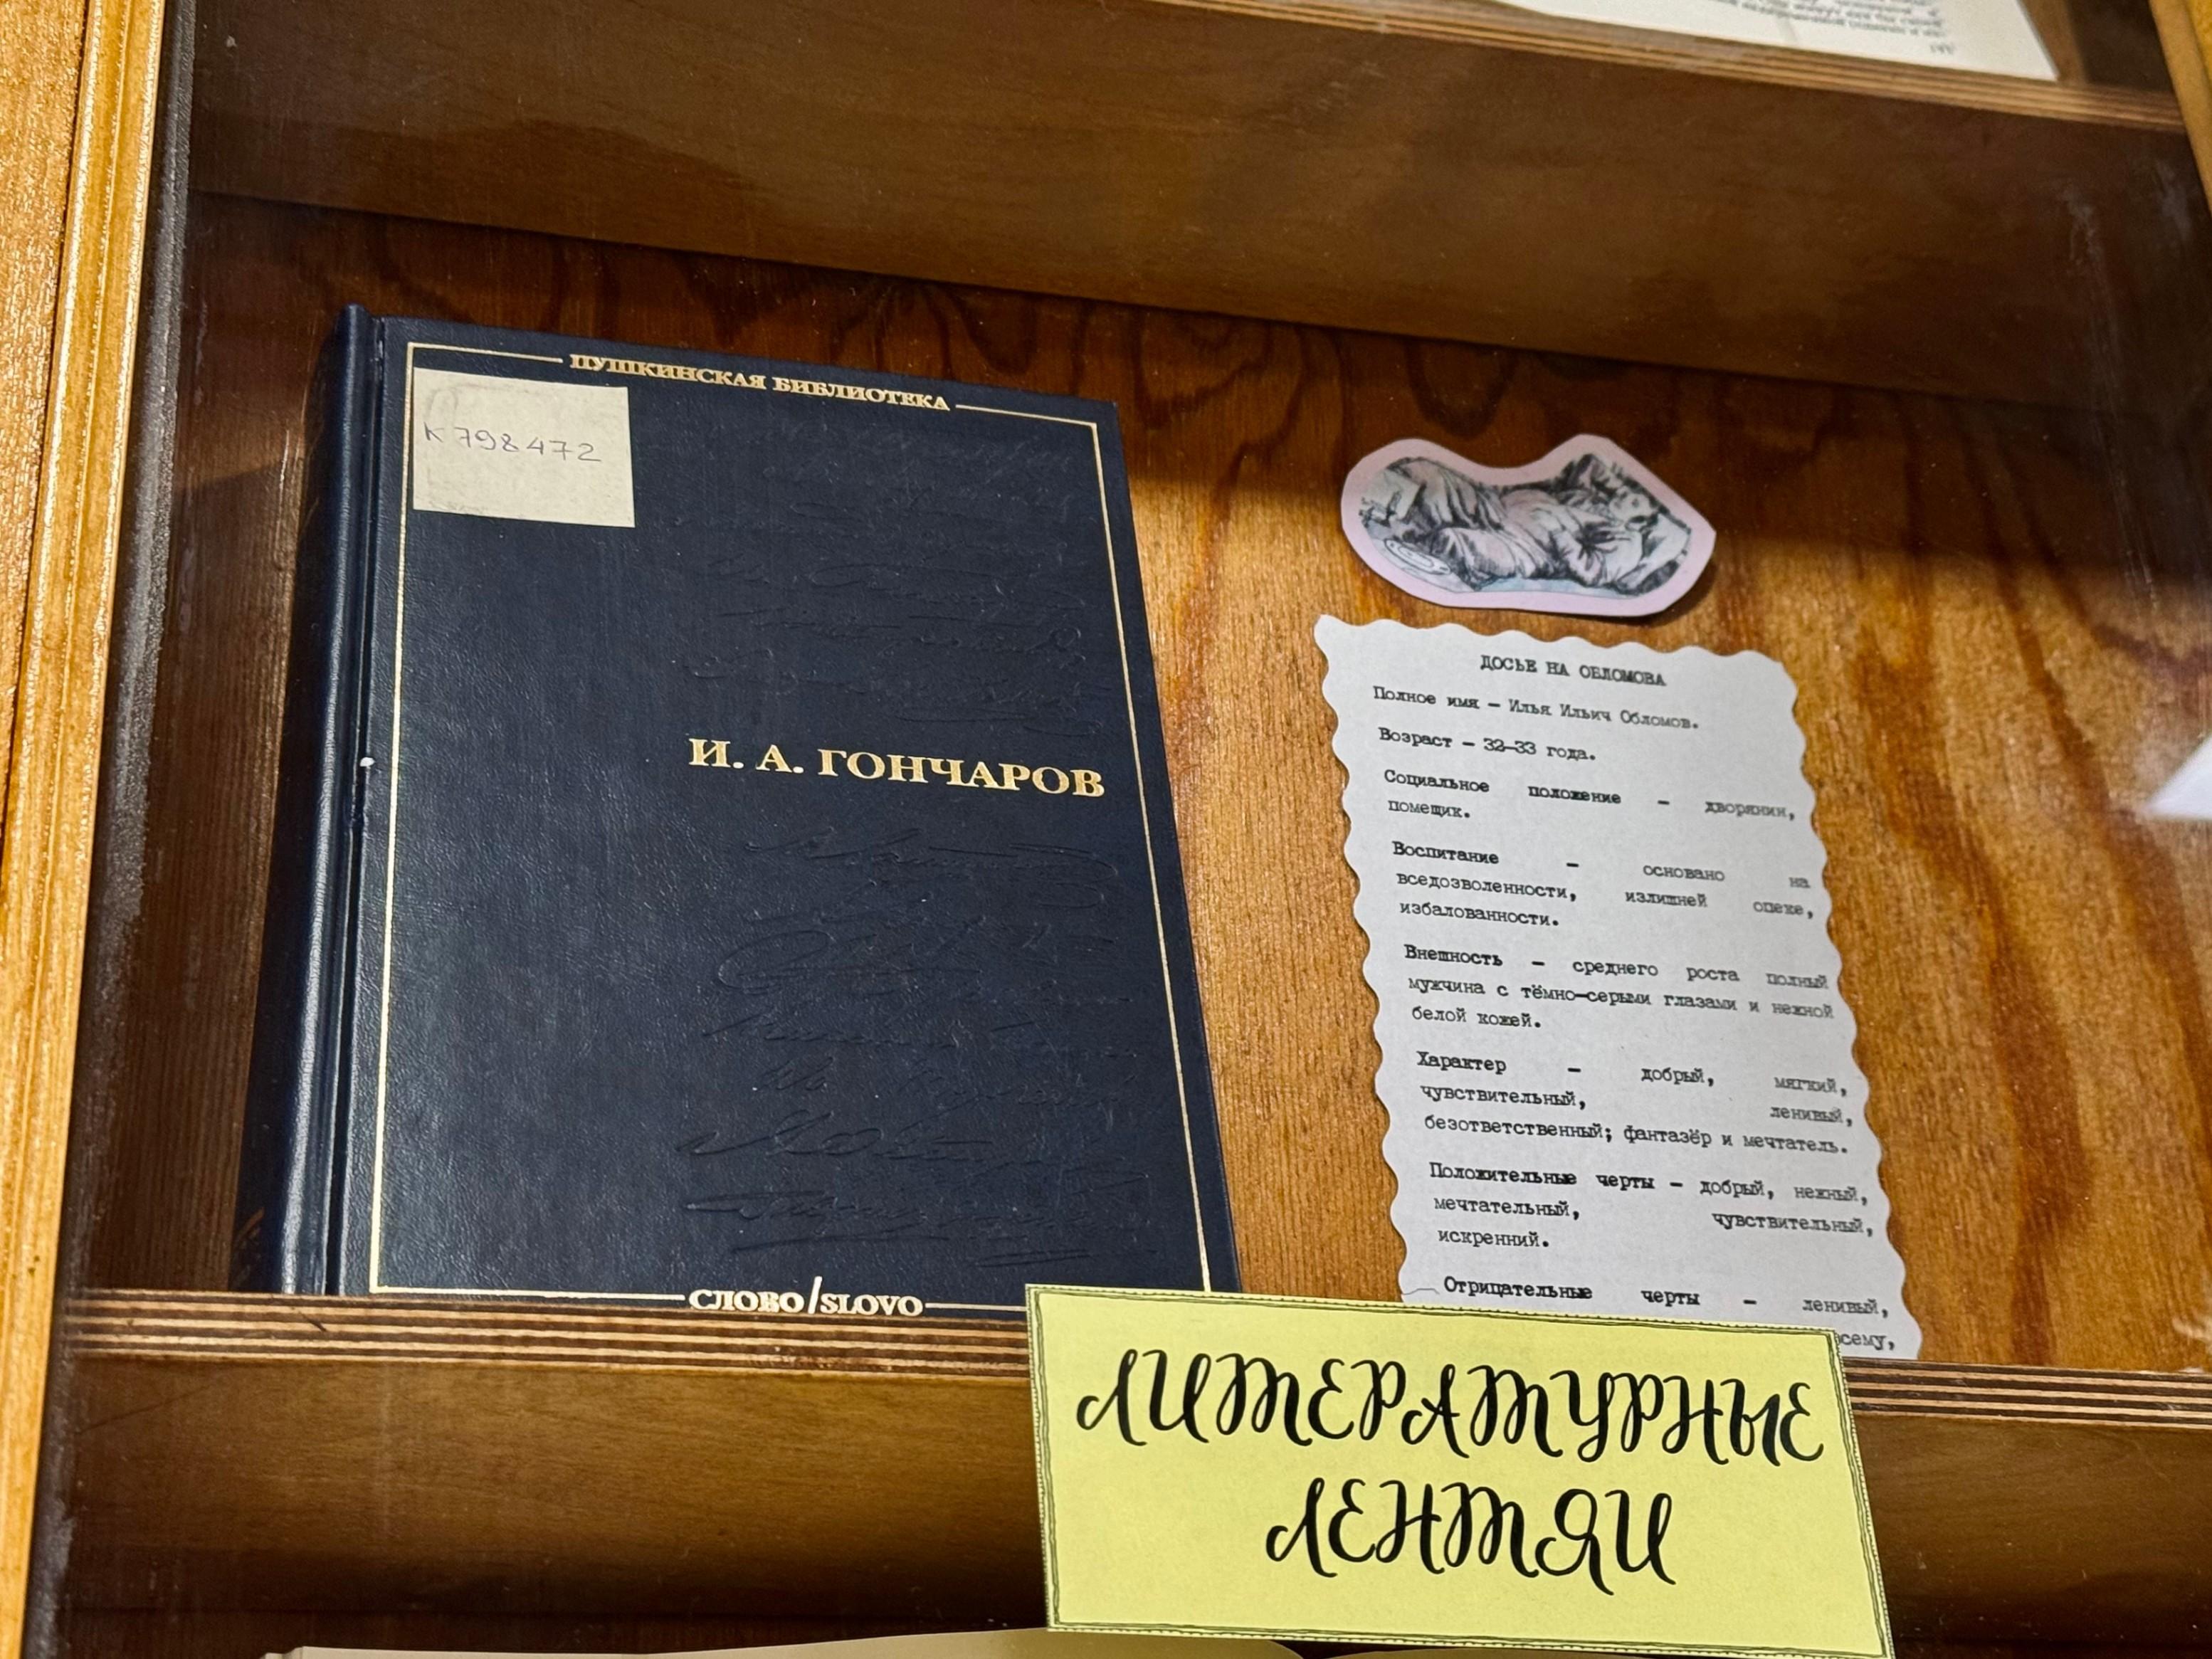 ПУШКИНСКАЯ БИБЛИОТЕКА
К 798472
И. А. ГОНЧАРОВ
СЛОВО/SLOVO
ДОСЬЕ НА ОБЛОМОВА
Полное имя – Илья Ильич Обломов.
Возраст – 32–33 года.
Социальное положение – дворянин,
помещик.
Воспитание – основано на
вседозволенности, излишней опеке,
избалованности.
Внешность – среднего роста полный
мужчина с тёмно-серыми глазами и нежной
белой кожей.
Характер – добрый, мягкий,
чувствительный, ленивый,
безответственный; фантазёр и мечтатель.
Положительные черты – добрый, нежный,
мечтательный, чувствительный,
искренний.
Отрицательные черты – ленивый,
ЛИТЕРАТУРНЫЕ
ЛЕНТЯИ